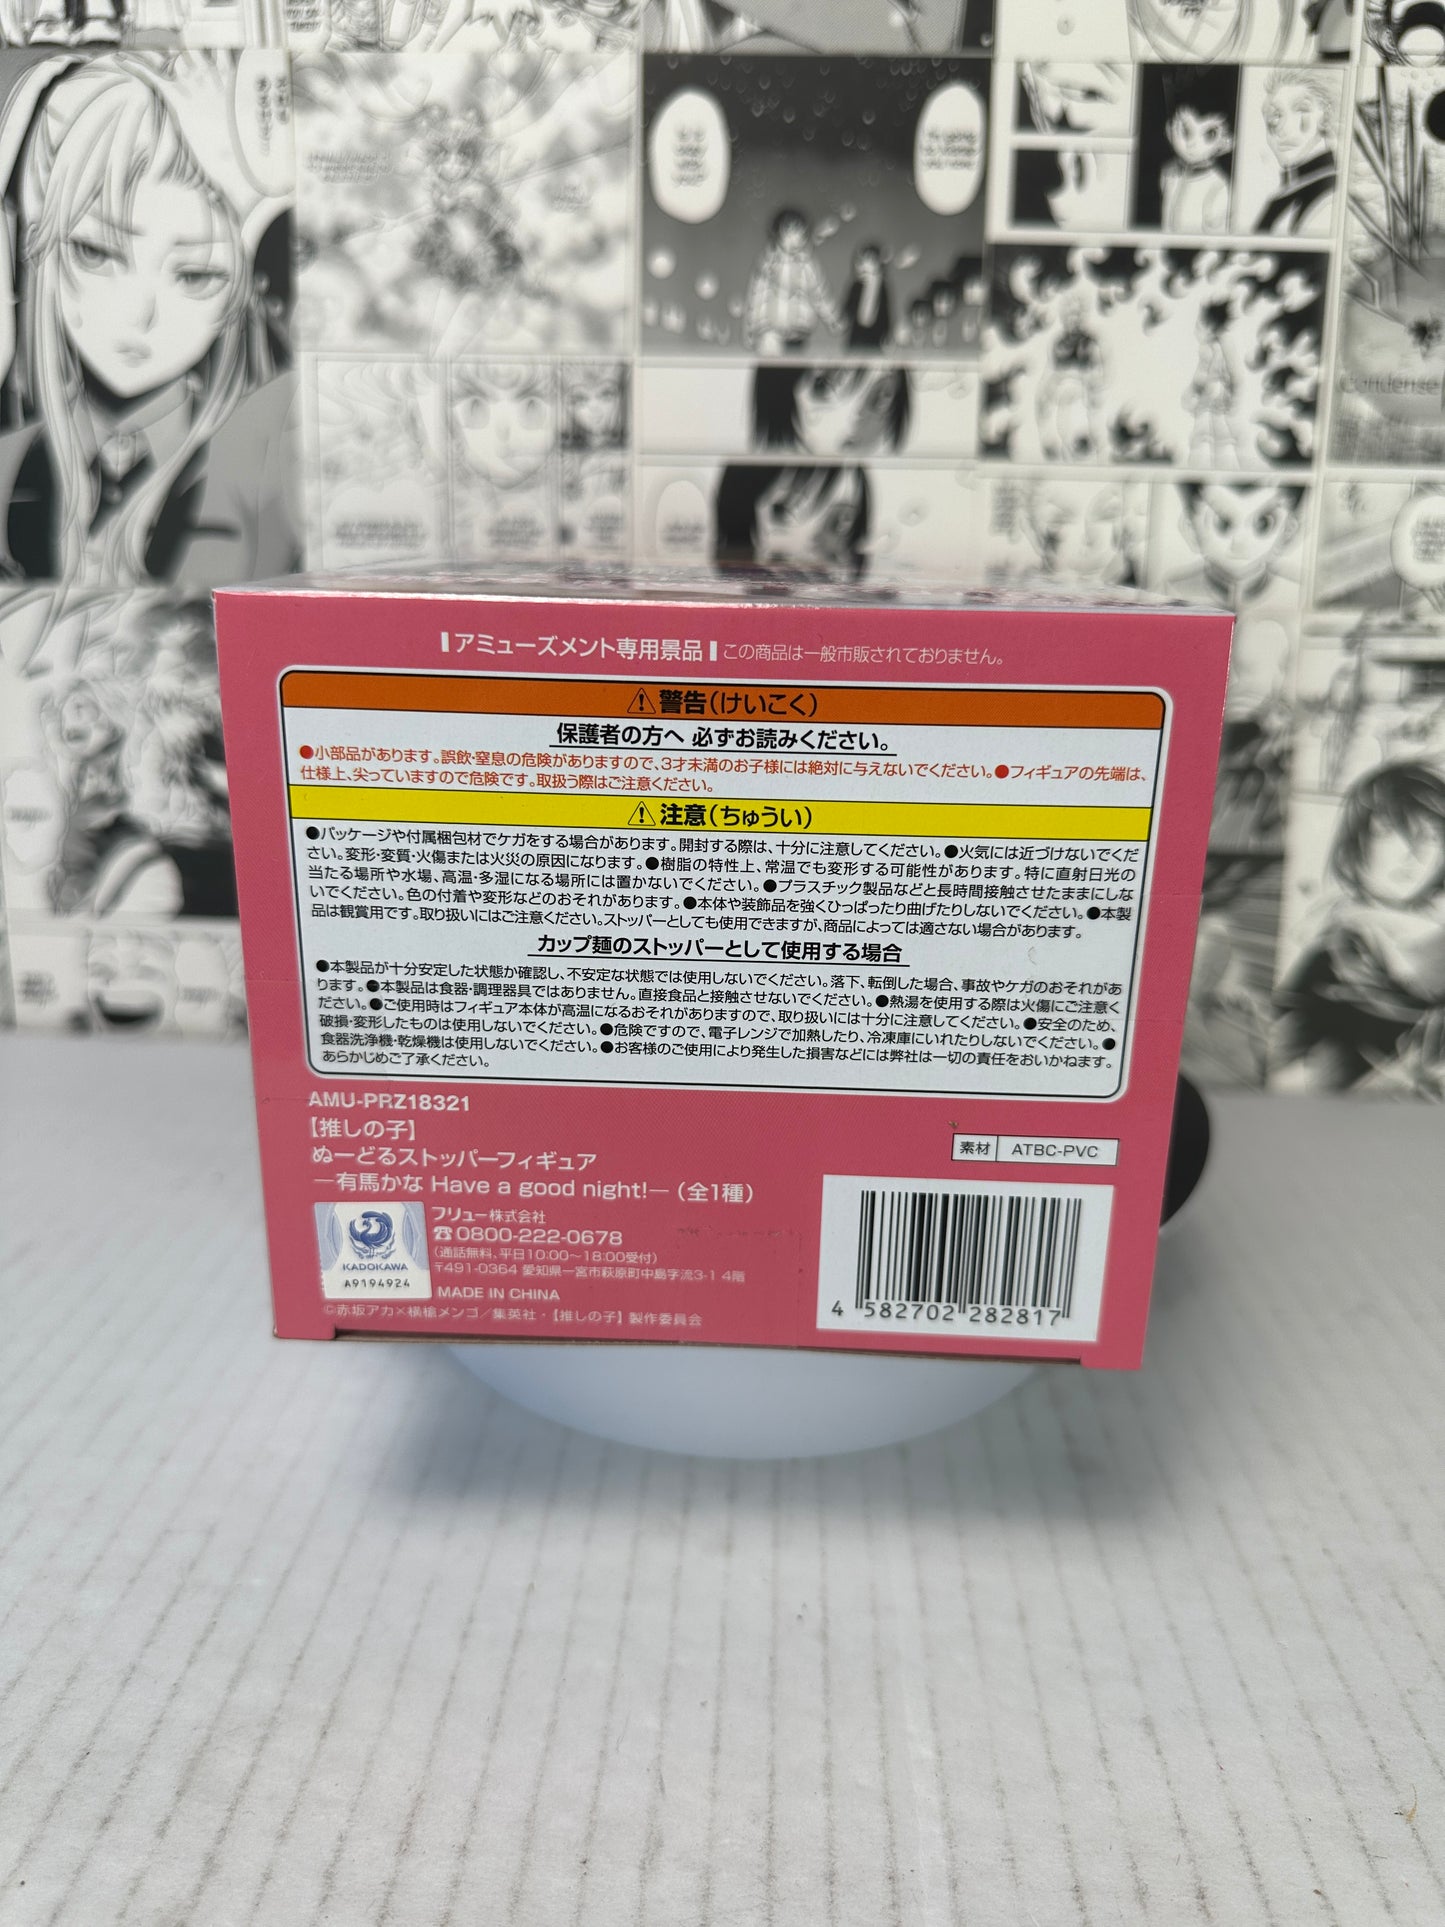 アミューズメント専用景品 この商品は一般市販されておりません。
警告(けいこく)
保護者の方へ 必ずお読みください。
●小部品があります。誤飲・窒息の危険がありますので、3才未満のお子様には絶対に与えないでください。●フィギュアの先端は、
仕様上、尖っていますので危険です。取扱う際はご注意ください。
注意(ちゅうい)
●パッケージや付属梱包材でケガをする場合があります。開封する際は、十分に注意してください。●火気には近づけないでくだ
さい。変形・変質・火傷または火災の原因になります。●樹脂の特性上、常温でも変形する可能性があります。特に直射日光の
当たる場所や水場、高温・多湿になる場所には置かないでください。●プラスチック製品などと長時間接触させたままにしな
いでください。色の付着や変形などのおそれがあります。●本体や装飾品を強くひっぱったり曲げたりしないでください。●本製
品は観賞用です。取り扱いにはご注意ください。ストッパーとしても使用できますが、商品によっては適さない場合があります。
カップ麺のストッパーとして使用する場合
●本製品が十分安定した状態か確認し、不安定な状態では使用しないでください。落下、転倒した場合、事故やケガのおそれがあ
ります。●本製品は食器・調理器具ではありません。直接食品と接触させないでください。●熱湯を使用する際は火傷にご注意く
ださい。●ご使用時はフィギュア本体が高温になるおそれがありますので、取り扱いには十分に注意してください。●安全のため、
破損・変形したものは使用しないでください。●危険ですので、電子レンジで加熱したり、冷凍庫にいれたりしないでください。●
食器洗浄機・乾燥機は使用しないでください。●お客様のご使用により発生した損害などには弊社は一切の責任をおいかねます。
あらかじめご了承ください。
AMU-PRZ18321
【推しの子】
ぬーどるストッパーフィギュア
―有馬かな Have a good night!―(全1種)
素材 ATBC-PVC
フリュー株式会社
☎0800-222-0678
(通話無料、平日10:00〜18:00受付)
〒491-0364 愛知県一宮市萩原町中島字流3-1 4階
MADE IN CHINA
KADOKAWA
A9194924
©赤坂アカ×横槍メンゴ/集英社・【推しの子】製作委員会
4 582702 282817
Condense